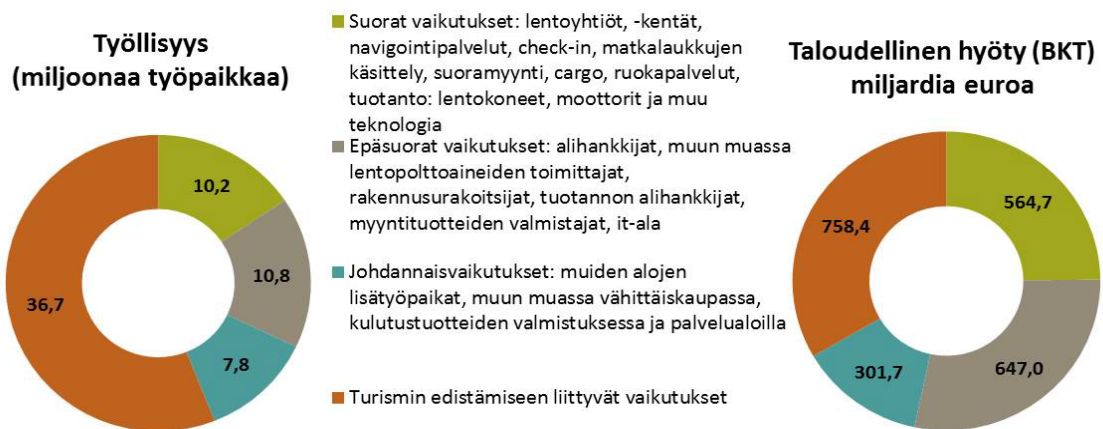 Työllisyys
(miljoonaa työpaikkaa)
10,2
10,8
7,8
36,7
Suorat vaikutukset: lentoyhtiöt, -kentät,
navigointipalvelut, check-in, matkalaukkujen
käsittely, suoramyynti, cargo, ruokapalvelut,
tuotanto: lentokoneet, moottorit ja muu
teknologia
Epäsuorat vaikutukset: alihankkijat, muun muassa
lentopolttoaineiden toimittajat,
rakennusurakoitsijat, tuotannon alihankkijat,
myyntituotteiden valmistajat, it-ala
Johdannaisvaikutukset: muiden alojen
lisätyöpaikat, muun muassa vähittäiskaupassa,
kulutustuotteiden valmistuksessa ja palvelualoilla
Turismin edistämiseen liittyvät vaikutukset
Taloudellinen hyöty (BKT)
miljardia euroa
564,7
647,0
301,7
758,4